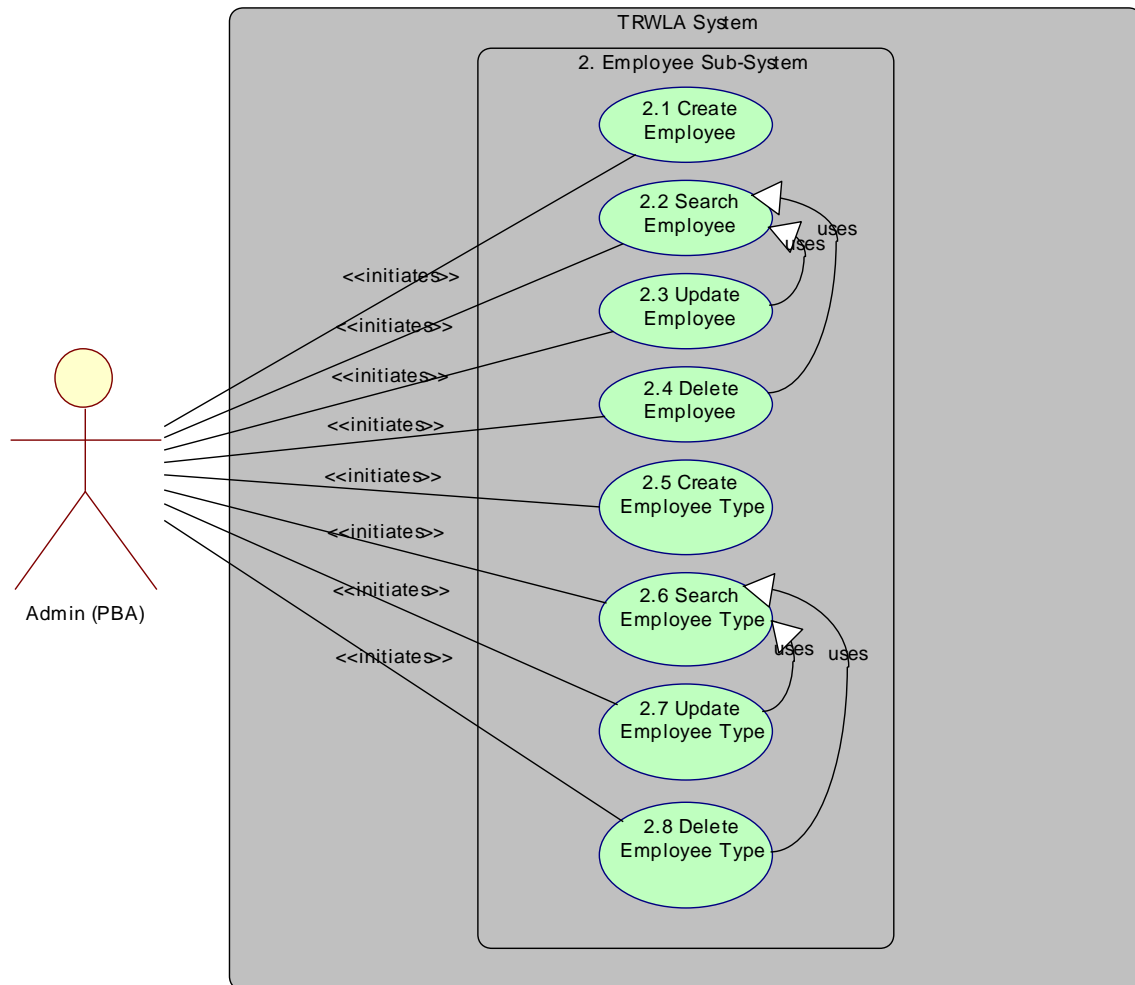 TRWLA System
2. Employee Sub-System
2.1 Create
Employee
2.2 Search
Employee
uses
uses
<<initiates>>
2.3 Update
Employee
<<initiates>>
<<initiates>>
2.4 Delete
Employee
<<initiates>>
<<initiates>>
2.5 Create
Employee Type
<<initiates>>
2.6 Search
Employee Type
<<initiates>>
Admin (PBA)
uses
uses
<<initiates>>
2.7 Update
Employee Type
2.8 Delete
Employee Type